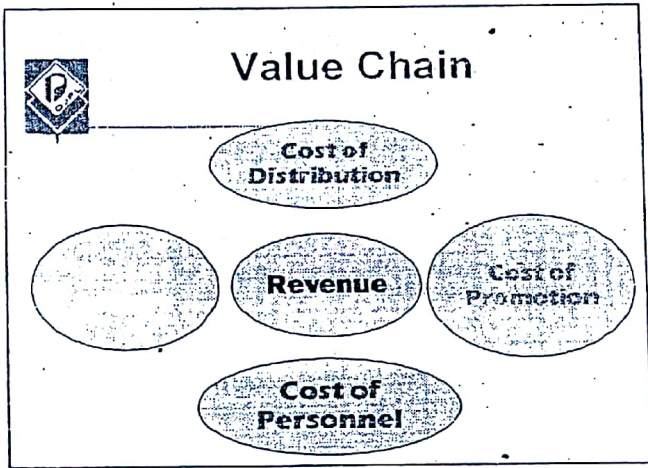 Value Chain
Cost of
Distribution
Revenue
Cost of
Promotion
Cost of
Personnel